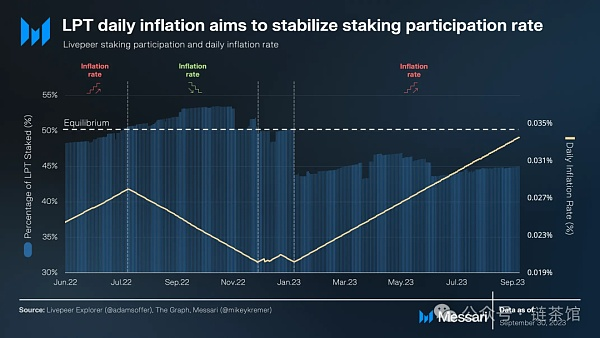 LPT daily inflation aims to stabilize staking participation rate
Livepeer staking participation and daily inflation rate
Inflation
rate
Inflation
rate
Inflation
rate
Percentage of LPT Staked (%)
55%
50%
45%
40%
35%
30%
Equilibrium
0.035%
0.031%
0.027%
0.023%
0.019%
Daily Inflation Rate (%)
Jun.22
Jul.22
Sep.22
Nov.22
Jan.23
Mar.23
May.23
Jul.23
Sep.23
Source: Livepeer Explorer (@adamsoffer), The Graph, Messari (@mikeykremer)
Messari
Data as of
September 30, 2023
公众号 · 链茶馆